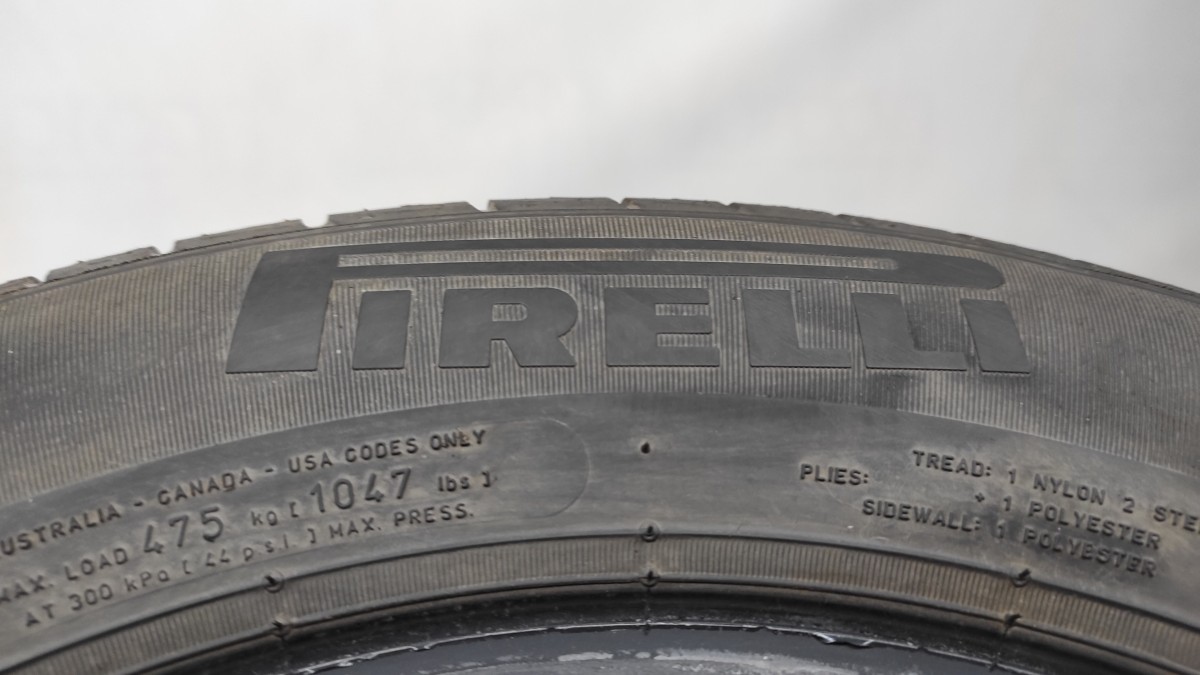 PIRELLI
AUSTRALIA - CANADA - USA CODES ONLY
MAX. LOAD 475 kg [ 1047 lbs ]
AT 300 kPa [ 44 psi ] MAX. PRESS.
PLIES: TREAD: 1 NYLON 2 STE
+ 1 POLYESTER
SIDEWALL: 1 POLYESTER